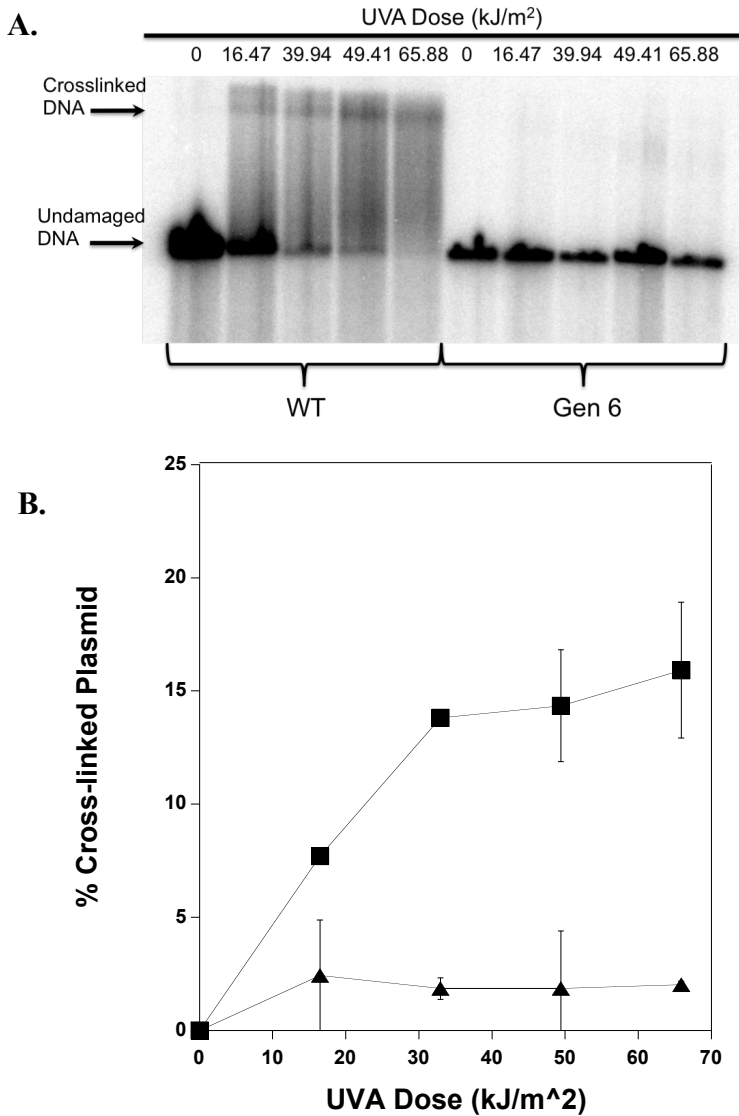 A.
UVA Dose (kJ/m²)
0 16.47 39.94 49.41 65.88 0 16.47 39.94 49.41 65.88
Crosslinked
DNA
Undamaged
DNA
WT Gen 6
B.
% Cross-linked Plasmid
25
20
15
10
5
0
0 10 20 30 40 50 60 70
UVA Dose (kJ/m^2)